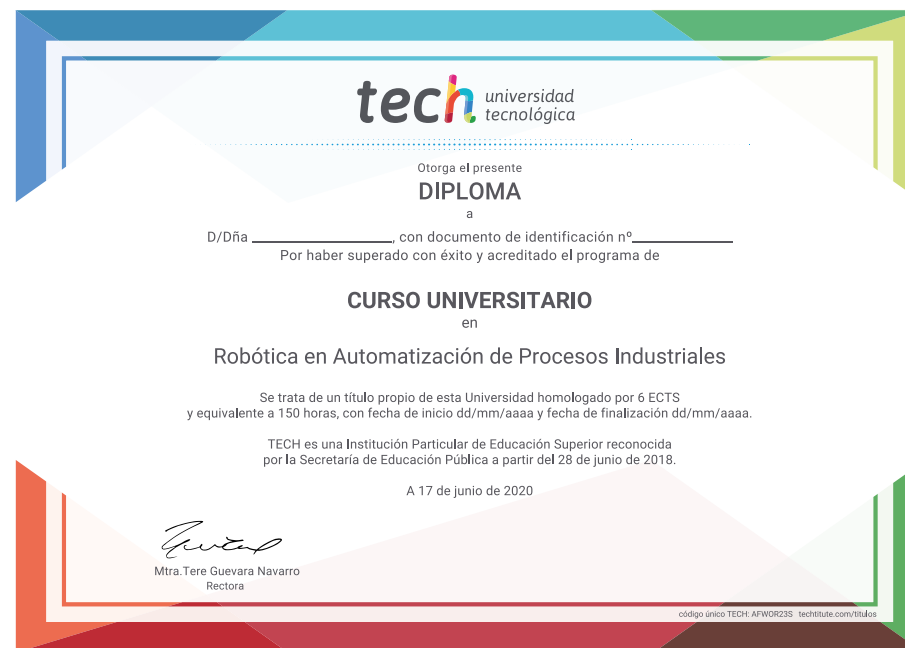 tech universidad
tecnológica
Otorga el presente
DIPLOMA
a
D/Dña ____________________, con documento de identificación nº______________
Por haber superado con éxito y acreditado el programa de
CURSO UNIVERSITARIO
en
Robótica en Automatización de Procesos Industriales
Se trata de un título propio de esta Universidad homologado por 6 ECTS
y equivalente a 150 horas, con fecha de inicio dd/mm/aaaa y fecha de finalización dd/mm/aaaa.
TECH es una Institución Particular de Educación Superior reconocida
por la Secretaría de Educación Pública a partir del 28 de junio de 2018.
A 17 de junio de 2020
Mtra.Tere Guevara Navarro
Rectora
código único TECH: AFWOR23S techtitute.com/titulos